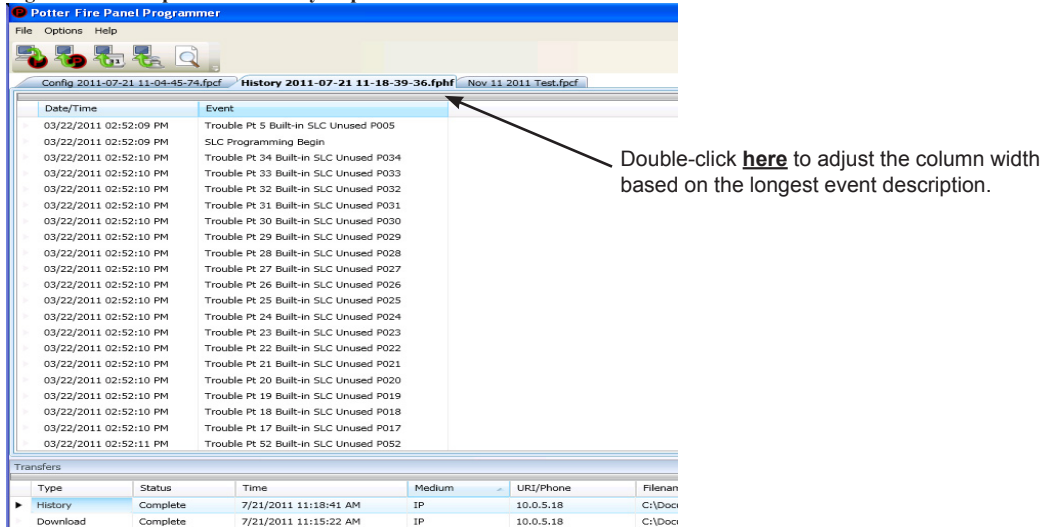 Potter Fire Panel Programmer
File Options Help
Config 2011-07-21 11-04-45-74.fpcf History 2011-07-21 11-18-39-36.fphf Nov 11 2011 Test.fpcf
Date/Time Event
03/22/2011 02:52:09 PM Trouble Pt 5 Built-in SLC Unused P005
03/22/2011 02:52:09 PM SLC Programming Begin
03/22/2011 02:52:10 PM Trouble Pt 34 Built-in SLC Unused P034
03/22/2011 02:52:10 PM Trouble Pt 33 Built-in SLC Unused P033
03/22/2011 02:52:10 PM Trouble Pt 32 Built-in SLC Unused P032
03/22/2011 02:52:10 PM Trouble Pt 31 Built-in SLC Unused P031
03/22/2011 02:52:10 PM Trouble Pt 30 Built-in SLC Unused P030
03/22/2011 02:52:10 PM Trouble Pt 29 Built-in SLC Unused P029
03/22/2011 02:52:10 PM Trouble Pt 28 Built-in SLC Unused P028
03/22/2011 02:52:10 PM Trouble Pt 27 Built-in SLC Unused P027
03/22/2011 02:52:10 PM Trouble Pt 26 Built-in SLC Unused P026
03/22/2011 02:52:10 PM Trouble Pt 25 Built-in SLC Unused P025
03/22/2011 02:52:10 PM Trouble Pt 24 Built-in SLC Unused P024
03/22/2011 02:52:10 PM Trouble Pt 23 Built-in SLC Unused P023
03/22/2011 02:52:10 PM Trouble Pt 22 Built-in SLC Unused P022
03/22/2011 02:52:10 PM Trouble Pt 21 Built-in SLC Unused P021
03/22/2011 02:52:10 PM Trouble Pt 20 Built-in SLC Unused P020
03/22/2011 02:52:10 PM Trouble Pt 19 Built-in SLC Unused P019
03/22/2011 02:52:10 PM Trouble Pt 18 Built-in SLC Unused P018
03/22/2011 02:52:10 PM Trouble Pt 17 Built-in SLC Unused P017
03/22/2011 02:52:11 PM Trouble Pt 52 Built-in SLC Unused P052
Double-click here to adjust the column width
based on the longest event description.
Transfers
Type Status Time Medium URI/Phone Filenam
History Complete 7/21/2011 11:18:41 AM IP 10.0.5.18 C:\Docu
Download Complete 7/21/2011 11:15:22 AM IP 10.0.5.18 C:\Docu